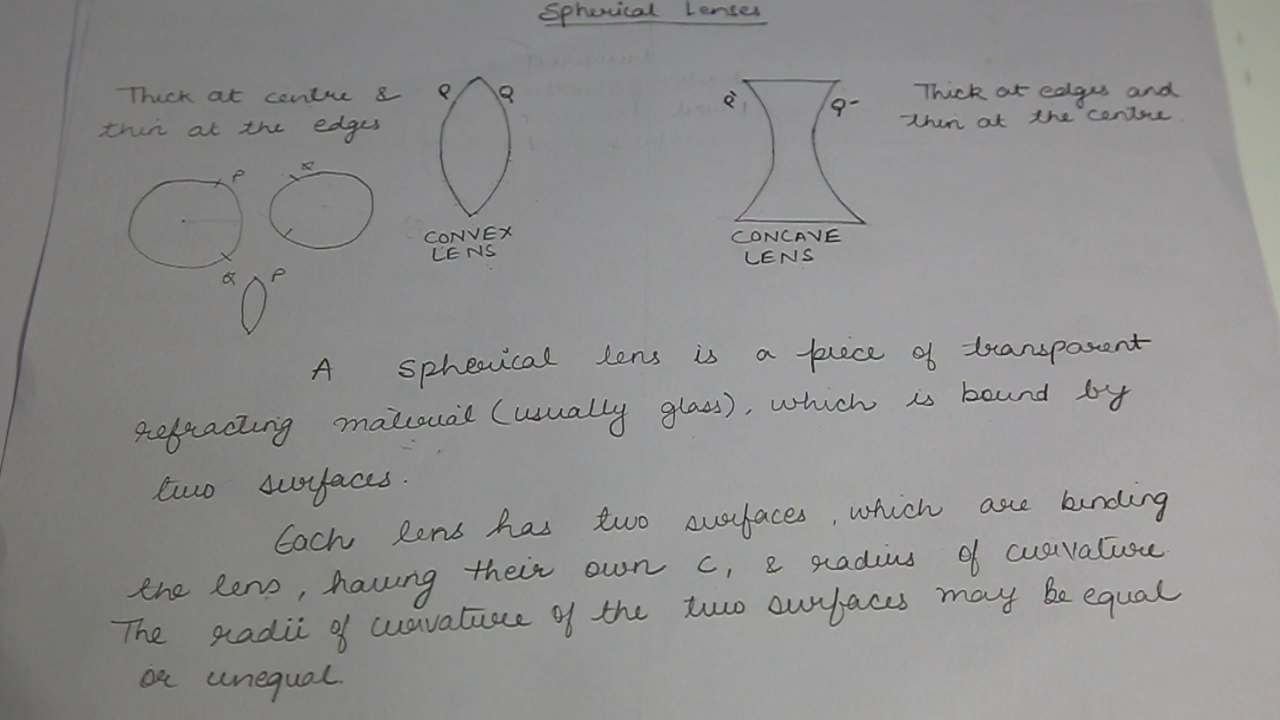 Spherical Lenses
Thick at centre &
thin at the edges
P Q
Thick at edges and
thin at the centre
P
Q
CONVEX
LENS
CONCAVE
LENS
A spherical lens is a piece of transparent
refracting material (usually glass), which is bound by
two surfaces.
Each lens has two surfaces, which are binding
the lens, having their own C, & radius of curvature.
The radii of curvature of the two surfaces may be equal
or unequal.